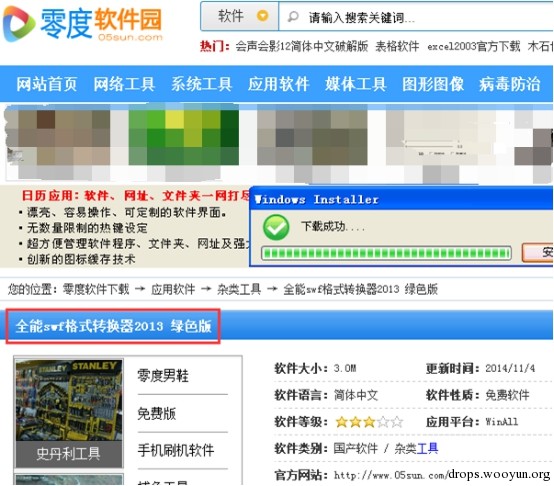 零度软件园
05sun.com
软件
请输入搜索关键词...
热门: 会声会影12简体中文破解版 表格软件 excel2003官方下载 木石
网站首页 网络工具 系统工具 应用软件 媒体工具 图形图像 病毒防治
日历应用: 软件、网址、文件夹一网打尽
• 漂亮、容易操作、可定制的软件界面。
• 无数量限制的热键设定
• 超方便管理软件程序、文件夹、网址及强大
• 创新的图标缓存技术
Windows Installer
下载成功....
安
您的位置: 零度软件下载 → 应用软件 → 杂类工具 → 全能swf格式转换器2013 绿色版
全能swf格式转换器2013 绿色版
STANLEY
史丹利工具
零度男鞋
免费版
手机刷机软件
软件大小: 3.0M 更新时间: 2014/11/4
软件语言: 简体中文 软件性质: 免费软件
软件等级: 应用平台: WinAll
软件类别: 国产软件 / 杂类工具
官方网站: http://www.05sun.com/
drops.wooyun.org